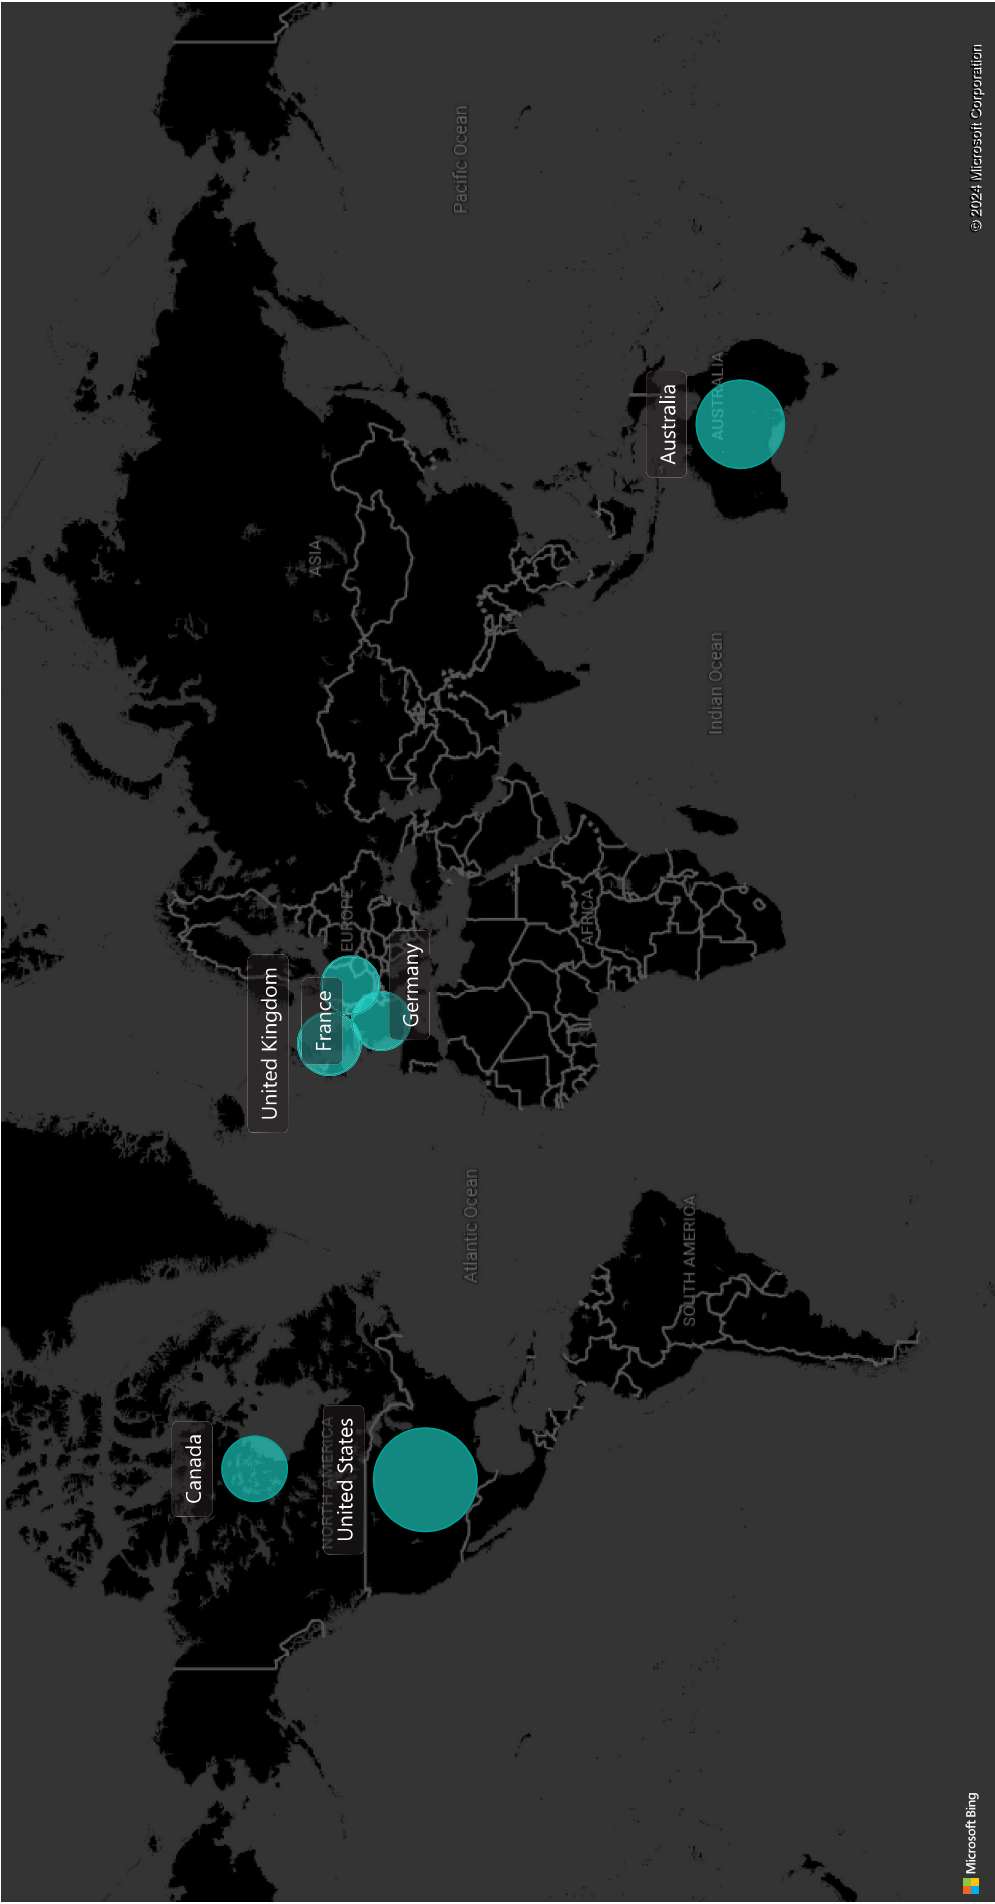 Canada
NORTH AMERICA
United States
United Kingdom
France
Germany
EUROPE
ASIA
Atlantic Ocean
Pacific Ocean
AFRICA
SOUTH AMERICA
Indian Ocean
Australia
AUSTRALIA
Microsoft Bing
© 2024 Microsoft Corporation